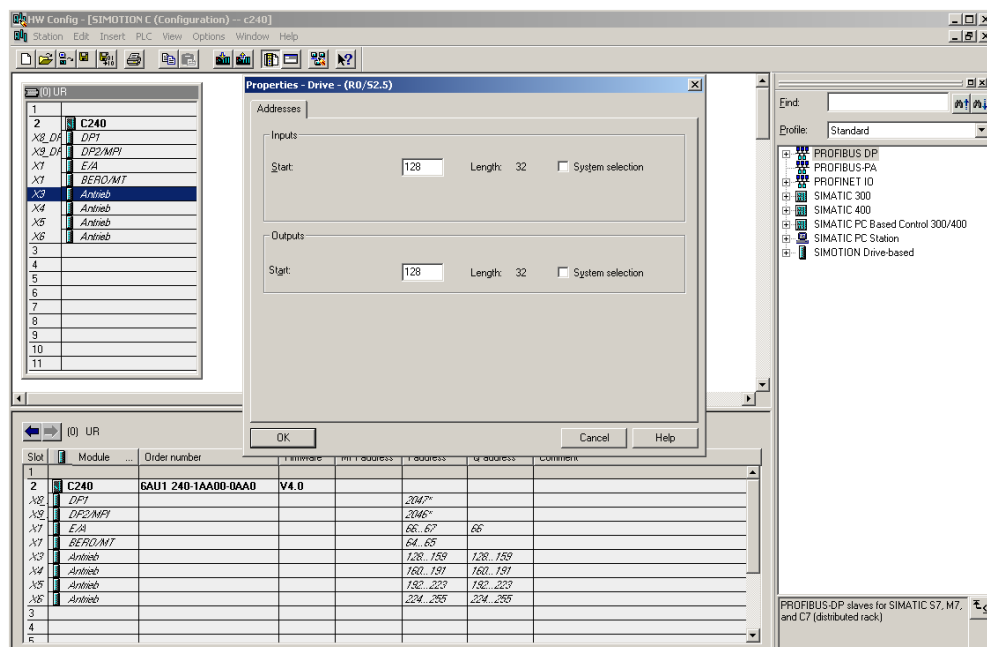 HW Config - [SIMOTION C (Configuration) -- c240]
Station Edit Insert PLC View Options Window Help
(0) UR
1
2 C240
X8_DP DP1
X9_DP DP2/MPI
X1 E/A
X1 BERO/MT
X3 Antrieb
X4 Antrieb
X5 Antrieb
X6 Antrieb
3
4
5
6
7
8
9
10
11
Properties - Drive - (R0/S2.5)
Addresses
Inputs
Start: 128 Length: 32 System selection
Outputs
Start: 128 Length: 32 System selection
OK Cancel Help
Find:
Profile: Standard
PROFIBUS DP
PROFIBUS-PA
PROFINET IO
SIMATIC 300
SIMATIC 400
SIMATIC PC Based Control 300/400
SIMATIC PC Station
SIMOTION Drive-based
(0) UR
Slot Module ... Order number Firmware MPI address I address Q address Comment
1
2 C240 6AU1 240-1AA00-0AA0 V4.0
X8_ DP1 2047*
X9_ DP2/MPI 2046*
X1 E/A 66...67 66
X1 BERO/MT 64...65
X3 Antrieb 128...159 128...159
X4 Antrieb 160...191 160...191
X5 Antrieb 192...223 192...223
X6 Antrieb 224...255 224...255
3
4
5
PROFIBUS-DP slaves for SIMATIC S7, M7,
and C7 (distributed rack)